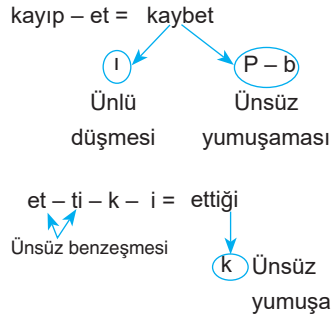 kayıp – et = kaybet
ı P – b
Ünlü Ünsüz
düşmesi yumuşaması
et – ti – k – i = ettiği
Ünsüz benzeşmesi
k Ünsüz
yumuşa